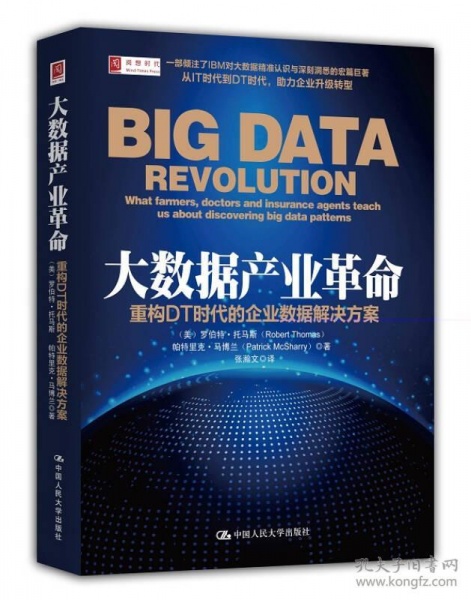 阅想时代
Mind Times Press
一部倾注了IBM对大数据精准认识与深刻洞悉的宏篇巨著
从IT时代到DT时代，助力企业升级转型
BIG DATA
REVOLUTION
What farmers, doctors and insurance agents teach
us about discovering big data patterns
大数据产业革命
重构DT时代的企业数据解决方案
（美）罗伯特·托马斯（Robert Thomas）
帕特里克·马博兰（Patrick McSharry）著
张瀚文·译
中国人民大学出版社
大数据产业革命
重构DT时代的企业数据解决方案
（美）罗伯特·托马斯 帕特里克·马博兰 著
中国人民大学出版社
孔夫子旧书网
www.kongfz.com